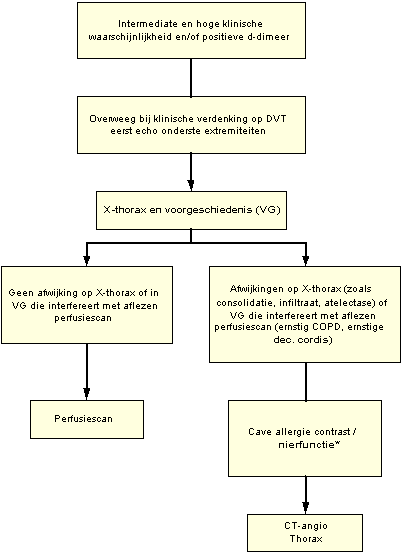 Intermediate en hoge klinische
waarschijnlijkheid en/of positieve d-dimeer
Overweeg bij klinische verdenking op DVT
eerst echo onderste extremiteiten
X-thorax en voorgeschiedenis (VG)
Geen afwijking op X-thorax of in
VG die interfereert met aflezen
perfusiescan
Afwijkingen op X-thorax (zoals
consolidatie, infiltraat, atelectase) of
VG die interfereert met aflezen
perfusiescan (ernstig COPD, ernstige
dec. cordis)
Perfusiescan
Cave allergie contrast /
nierfunctie*
CT-angio
Thorax